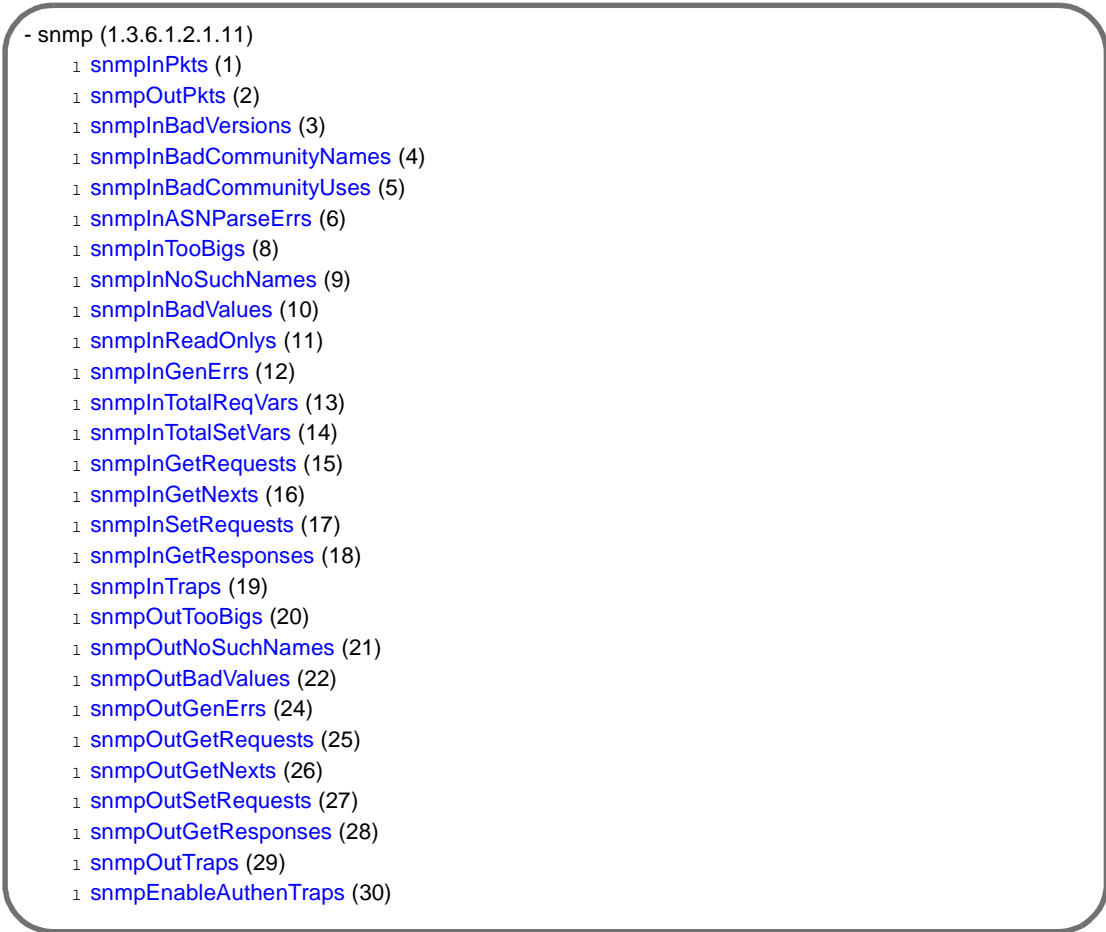 - snmp (1.3.6.1.2.1.11)
ı snmpInPkts (1)
ı snmpOutPkts (2)
ı snmpInBadVersions (3)
ı snmpInBadCommunityNames (4)
ı snmpInBadCommunityUses (5)
ı snmpInASNParseErrs (6)
ı snmpInTooBigs (8)
ı snmpInNoSuchNames (9)
ı snmpInBadValues (10)
ı snmpInReadOnlys (11)
ı snmpInGenErrs (12)
ı snmpInTotalReqVars (13)
ı snmpInTotalSetVars (14)
ı snmpInGetRequests (15)
ı snmpInGetNexts (16)
ı snmpInSetRequests (17)
ı snmpInGetResponses (18)
ı snmpInTraps (19)
ı snmpOutTooBigs (20)
ı snmpOutNoSuchNames (21)
ı snmpOutBadValues (22)
ı snmpOutGenErrs (24)
ı snmpOutGetRequests (25)
ı snmpOutGetNexts (26)
ı snmpOutSetRequests (27)
ı snmpOutGetResponses (28)
ı snmpOutTraps (29)
ı snmpEnableAuthenTraps (30)